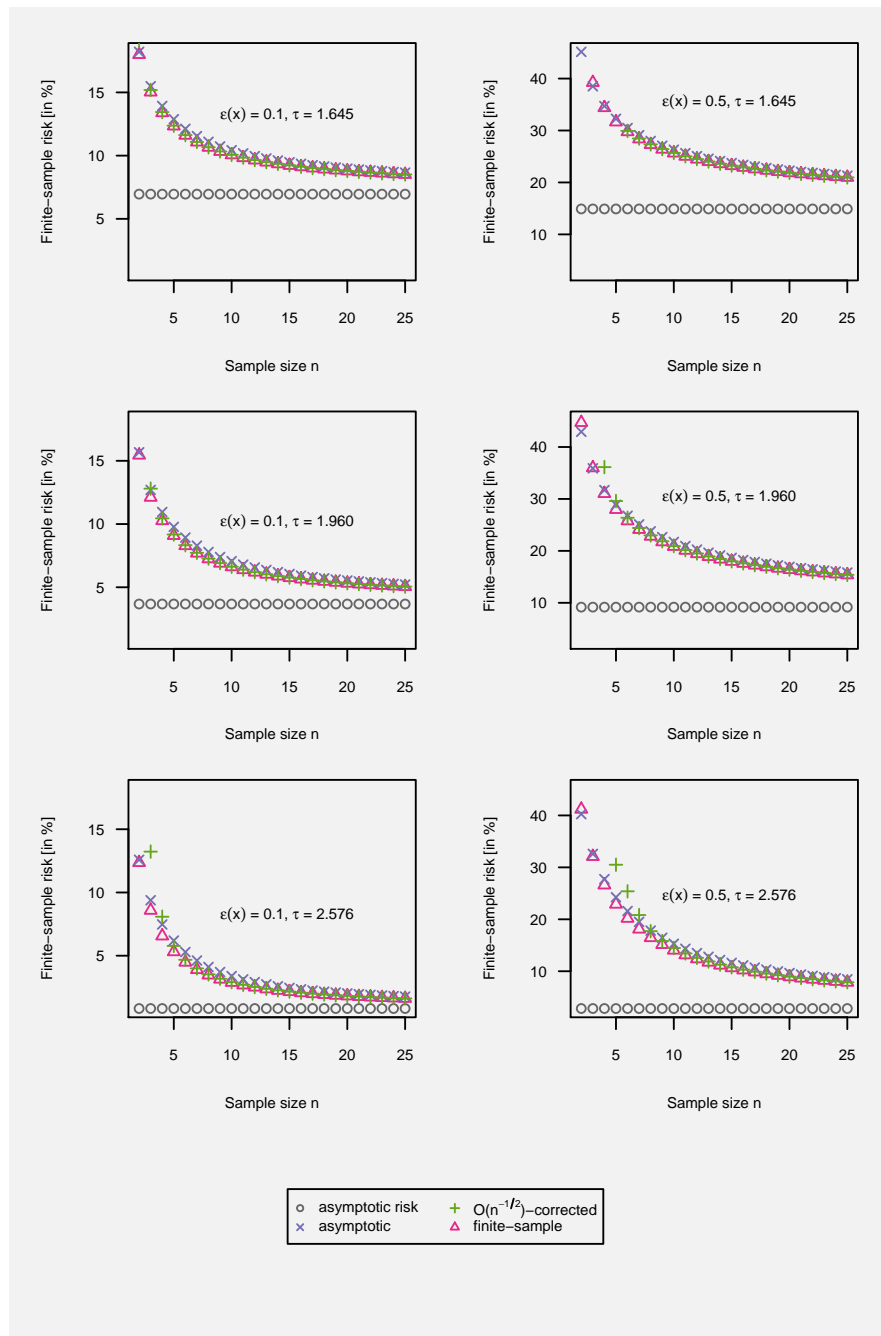 Finite−sample risk [in %]
15
10
5
ε(x) = 0.1, τ = 1.645
5 10 15 20 25
Sample size n
Finite−sample risk [in %]
40
30
20
10
ε(x) = 0.5, τ = 1.645
5 10 15 20 25
Sample size n
Finite−sample risk [in %]
15
10
5
ε(x) = 0.1, τ = 1.960
5 10 15 20 25
Sample size n
Finite−sample risk [in %]
40
30
20
10
ε(x) = 0.5, τ = 1.960
5 10 15 20 25
Sample size n
Finite−sample risk [in %]
15
10
5
ε(x) = 0.1, τ = 2.576
5 10 15 20 25
Sample size n
Finite−sample risk [in %]
40
30
20
10
ε(x) = 0.5, τ = 2.576
5 10 15 20 25
Sample size n
asymptotic risk
asymptotic
O(n^{−1/2})−corrected
finite−sample